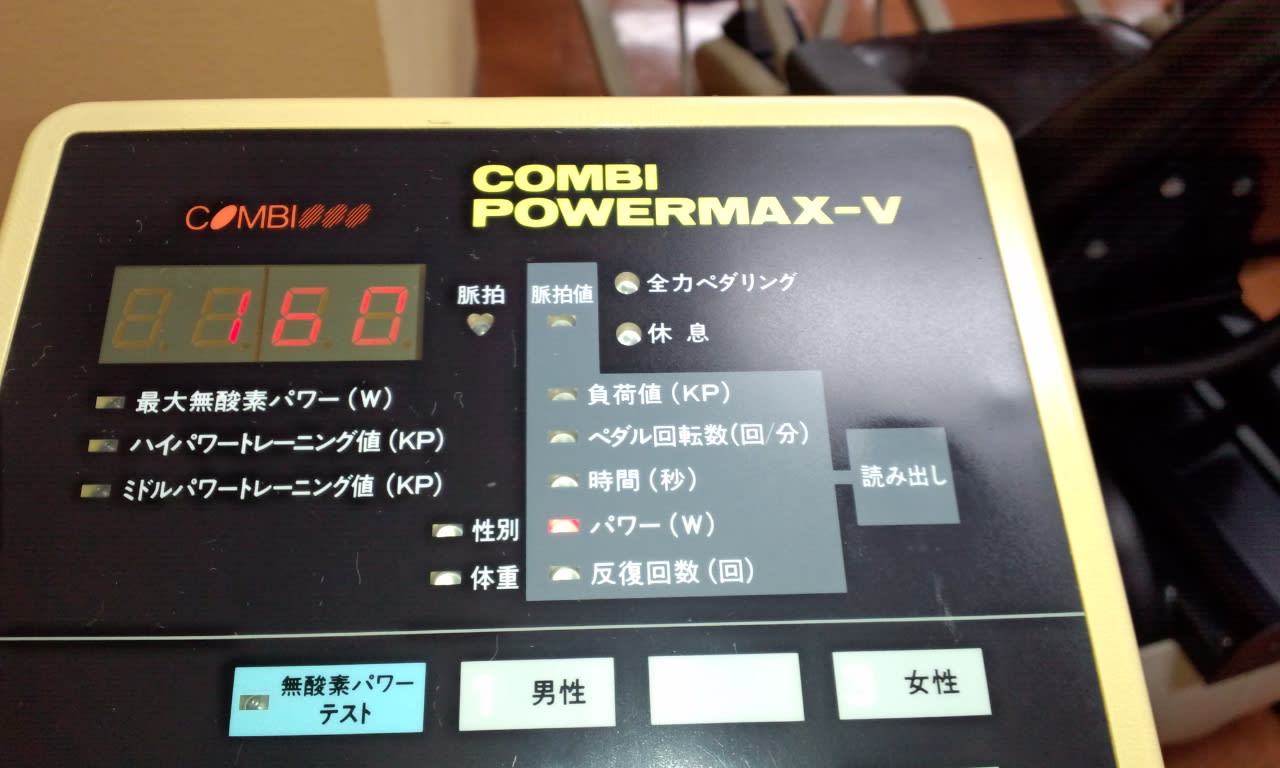 COMBI
POWERMAX-V
COMBI
160
脈拍
脈拍値
全力ペダリング
休 息
最大無酸素パワー(W)
ハイパワートレーニング値(KP)
ミドルパワートレーニング値(KP)
性別
体重
負荷値(KP)
ペダル回転数(回/分)
時間(秒)
パワー(W)
反復回数(回)
読み出し
無酸素パワー
テスト
1 男性
3 女性